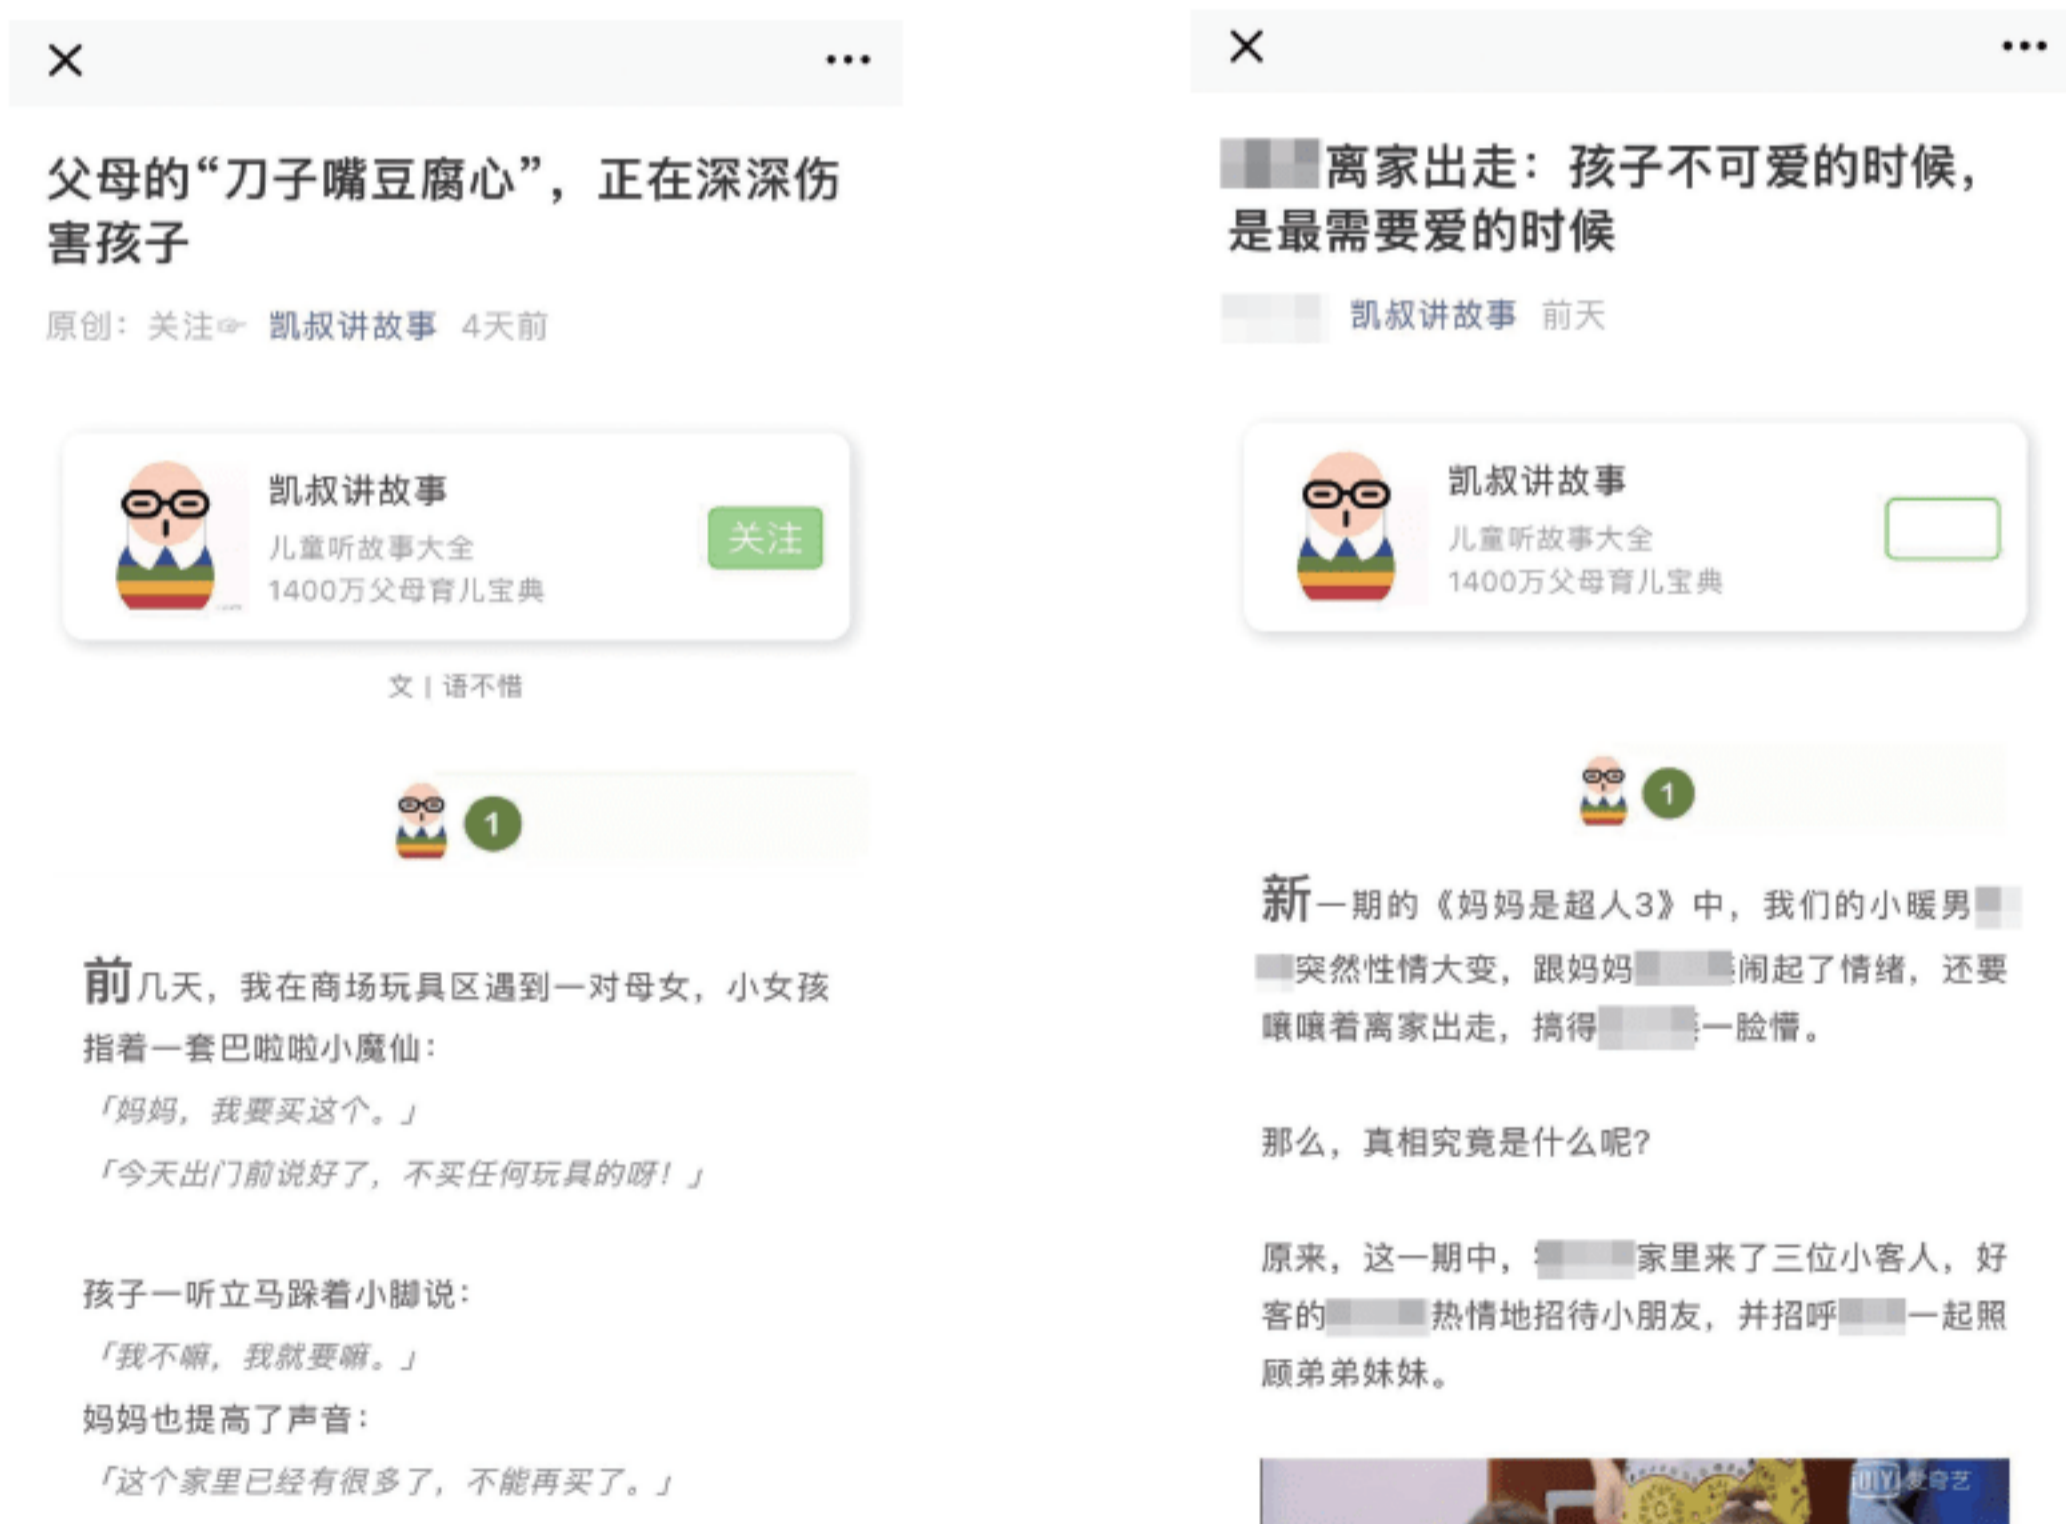 父母的“刀子嘴豆腐心”，正在深深伤
害孩子
原创：关注☞ 凯叔讲故事 4天前
凯叔讲故事
儿童听故事大全
1400万父母育儿宝典
关注
文 | 语不惜
1
前几天，我在商场玩具区遇到一对母女，小女孩
指着一套巴啦啦小魔仙：
「妈妈，我要买这个。」
「今天出门前说好了，不买任何玩具的呀！」
孩子一听立马跺着小脚说：
「我不嘛，我就要嘛。」
妈妈也提高了声音：
「这个家里已经有很多了，不能再买了。」
离家出走：孩子不可爱的时候，
是最需要爱的时候
凯叔讲故事 前天
凯叔讲故事
儿童听故事大全
1400万父母育儿宝典
1
新一期的《妈妈是超人3》中，我们的小暖男
突然性情大变，跟妈妈闹起了情绪，还要
嚷嚷着离家出走，搞得一脸懵。
那么，真相究竟是什么呢？
原来，这一期中，家里来了三位小客人，好
客的热情地招待小朋友，并招呼一起照
顾弟弟妹妹。
爱奇艺